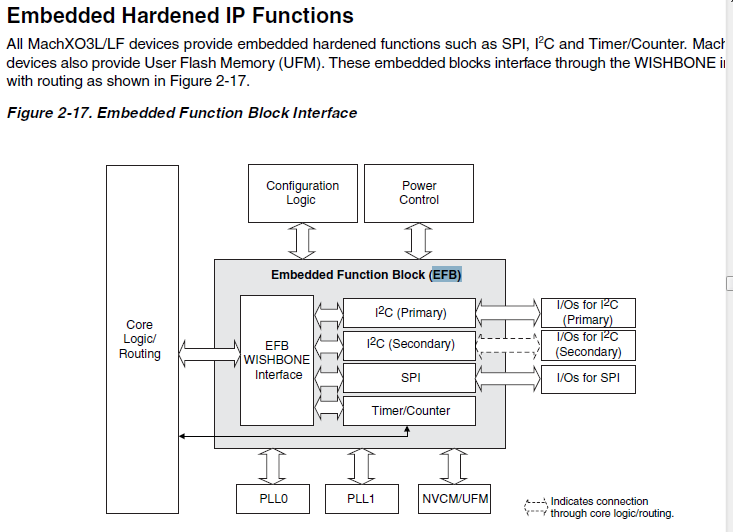 Embedded Hardened IP Functions
All MachXO3L/LF devices provide embedded hardened functions such as SPI, I²C and Timer/Counter. Mach
devices also provide User Flash Memory (UFM). These embedded blocks interface through the WISHBONE i
with routing as shown in Figure 2-17.
Figure 2-17. Embedded Function Block Interface
Configuration
Logic
Power
Control
Embedded Function Block (EFB)
Core
Logic/
Routing
EFB
WISHBONE
Interface
I²C (Primary)
I²C (Secondary)
SPI
Timer/Counter
I/Os for I²C
(Primary)
I/Os for I²C
(Secondary)
I/Os for SPI
PLL0
PLL1
NVCM/UFM
Indicates connection
through core logic/routing.